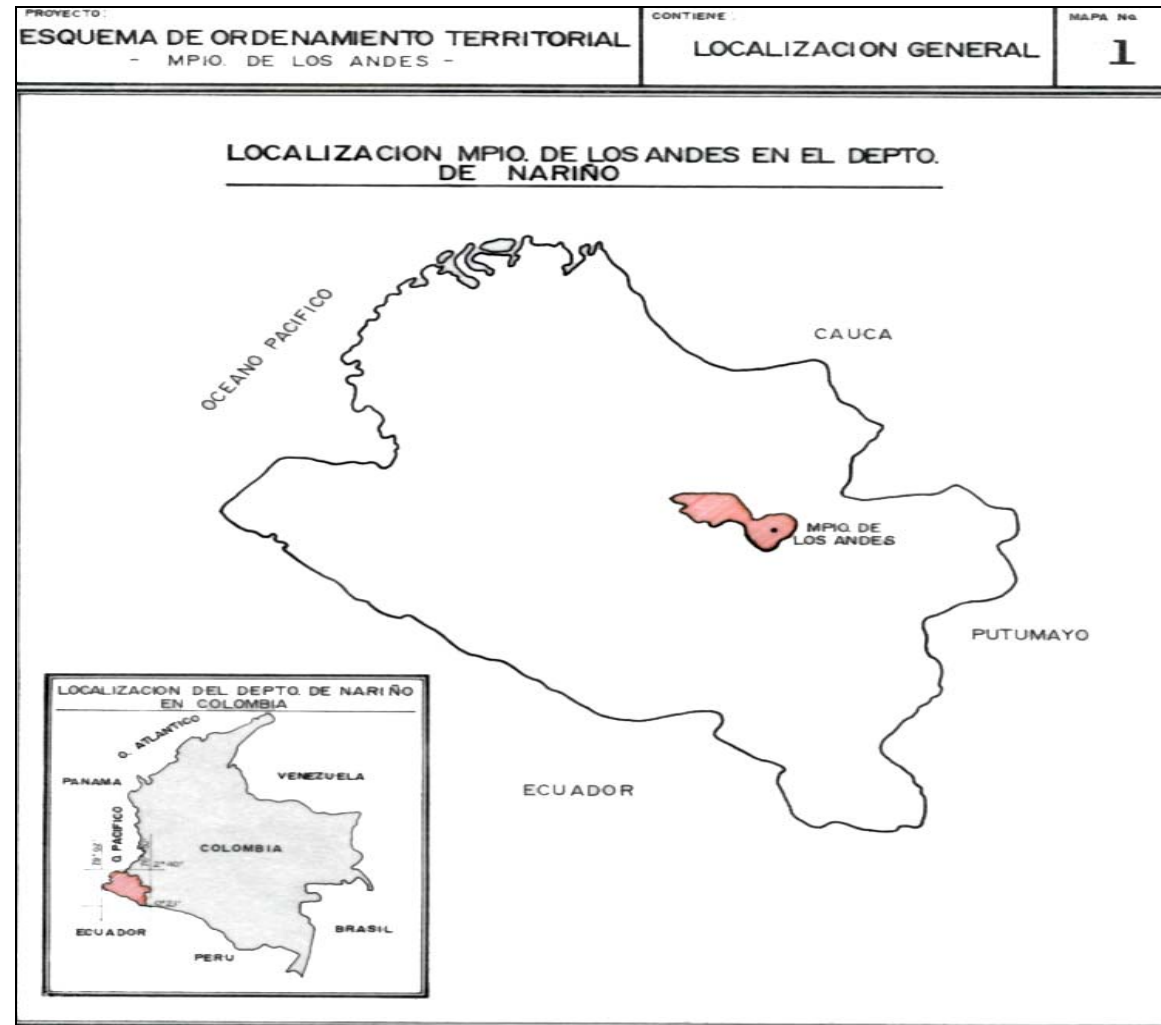 PROYECTO:
ESQUEMA DE ORDENAMIENTO TERRITORIAL
- MPIO. DE LOS ANDES -
CONTIENE:
LOCALIZACION GENERAL
MAPA No.
1
LOCALIZACION MPIO. DE LOS ANDES EN EL DEPTO.
DE NARIÑO
OCEANO PACIFICO
CAUCA
MPIO. DE
LOS ANDES
PUTUMAYO
ECUADOR
LOCALIZACION DEL DEPTO. DE NARIÑO
EN COLOMBIA
O. ATLANTICO
PANAMA
VENEZUELA
O. PACIFICO
COLOMBIA
2°40'
ECUADOR
BRASIL
PERU